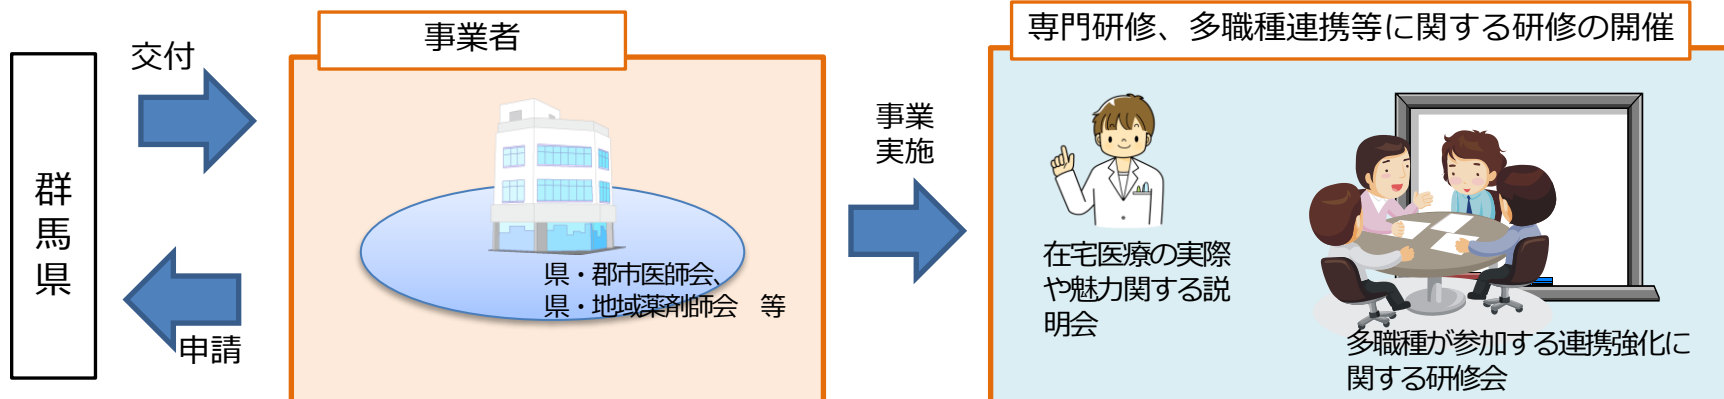 群馬県
交付
申請
事業者
県・郡市医師会、
県・地域薬剤師会　等
事業
実施
専門研修、多職種連携等に関する研修の開催
在宅医療の実際
や魅力関する説
明会
多職種が参加する連携強化に
関する研修会